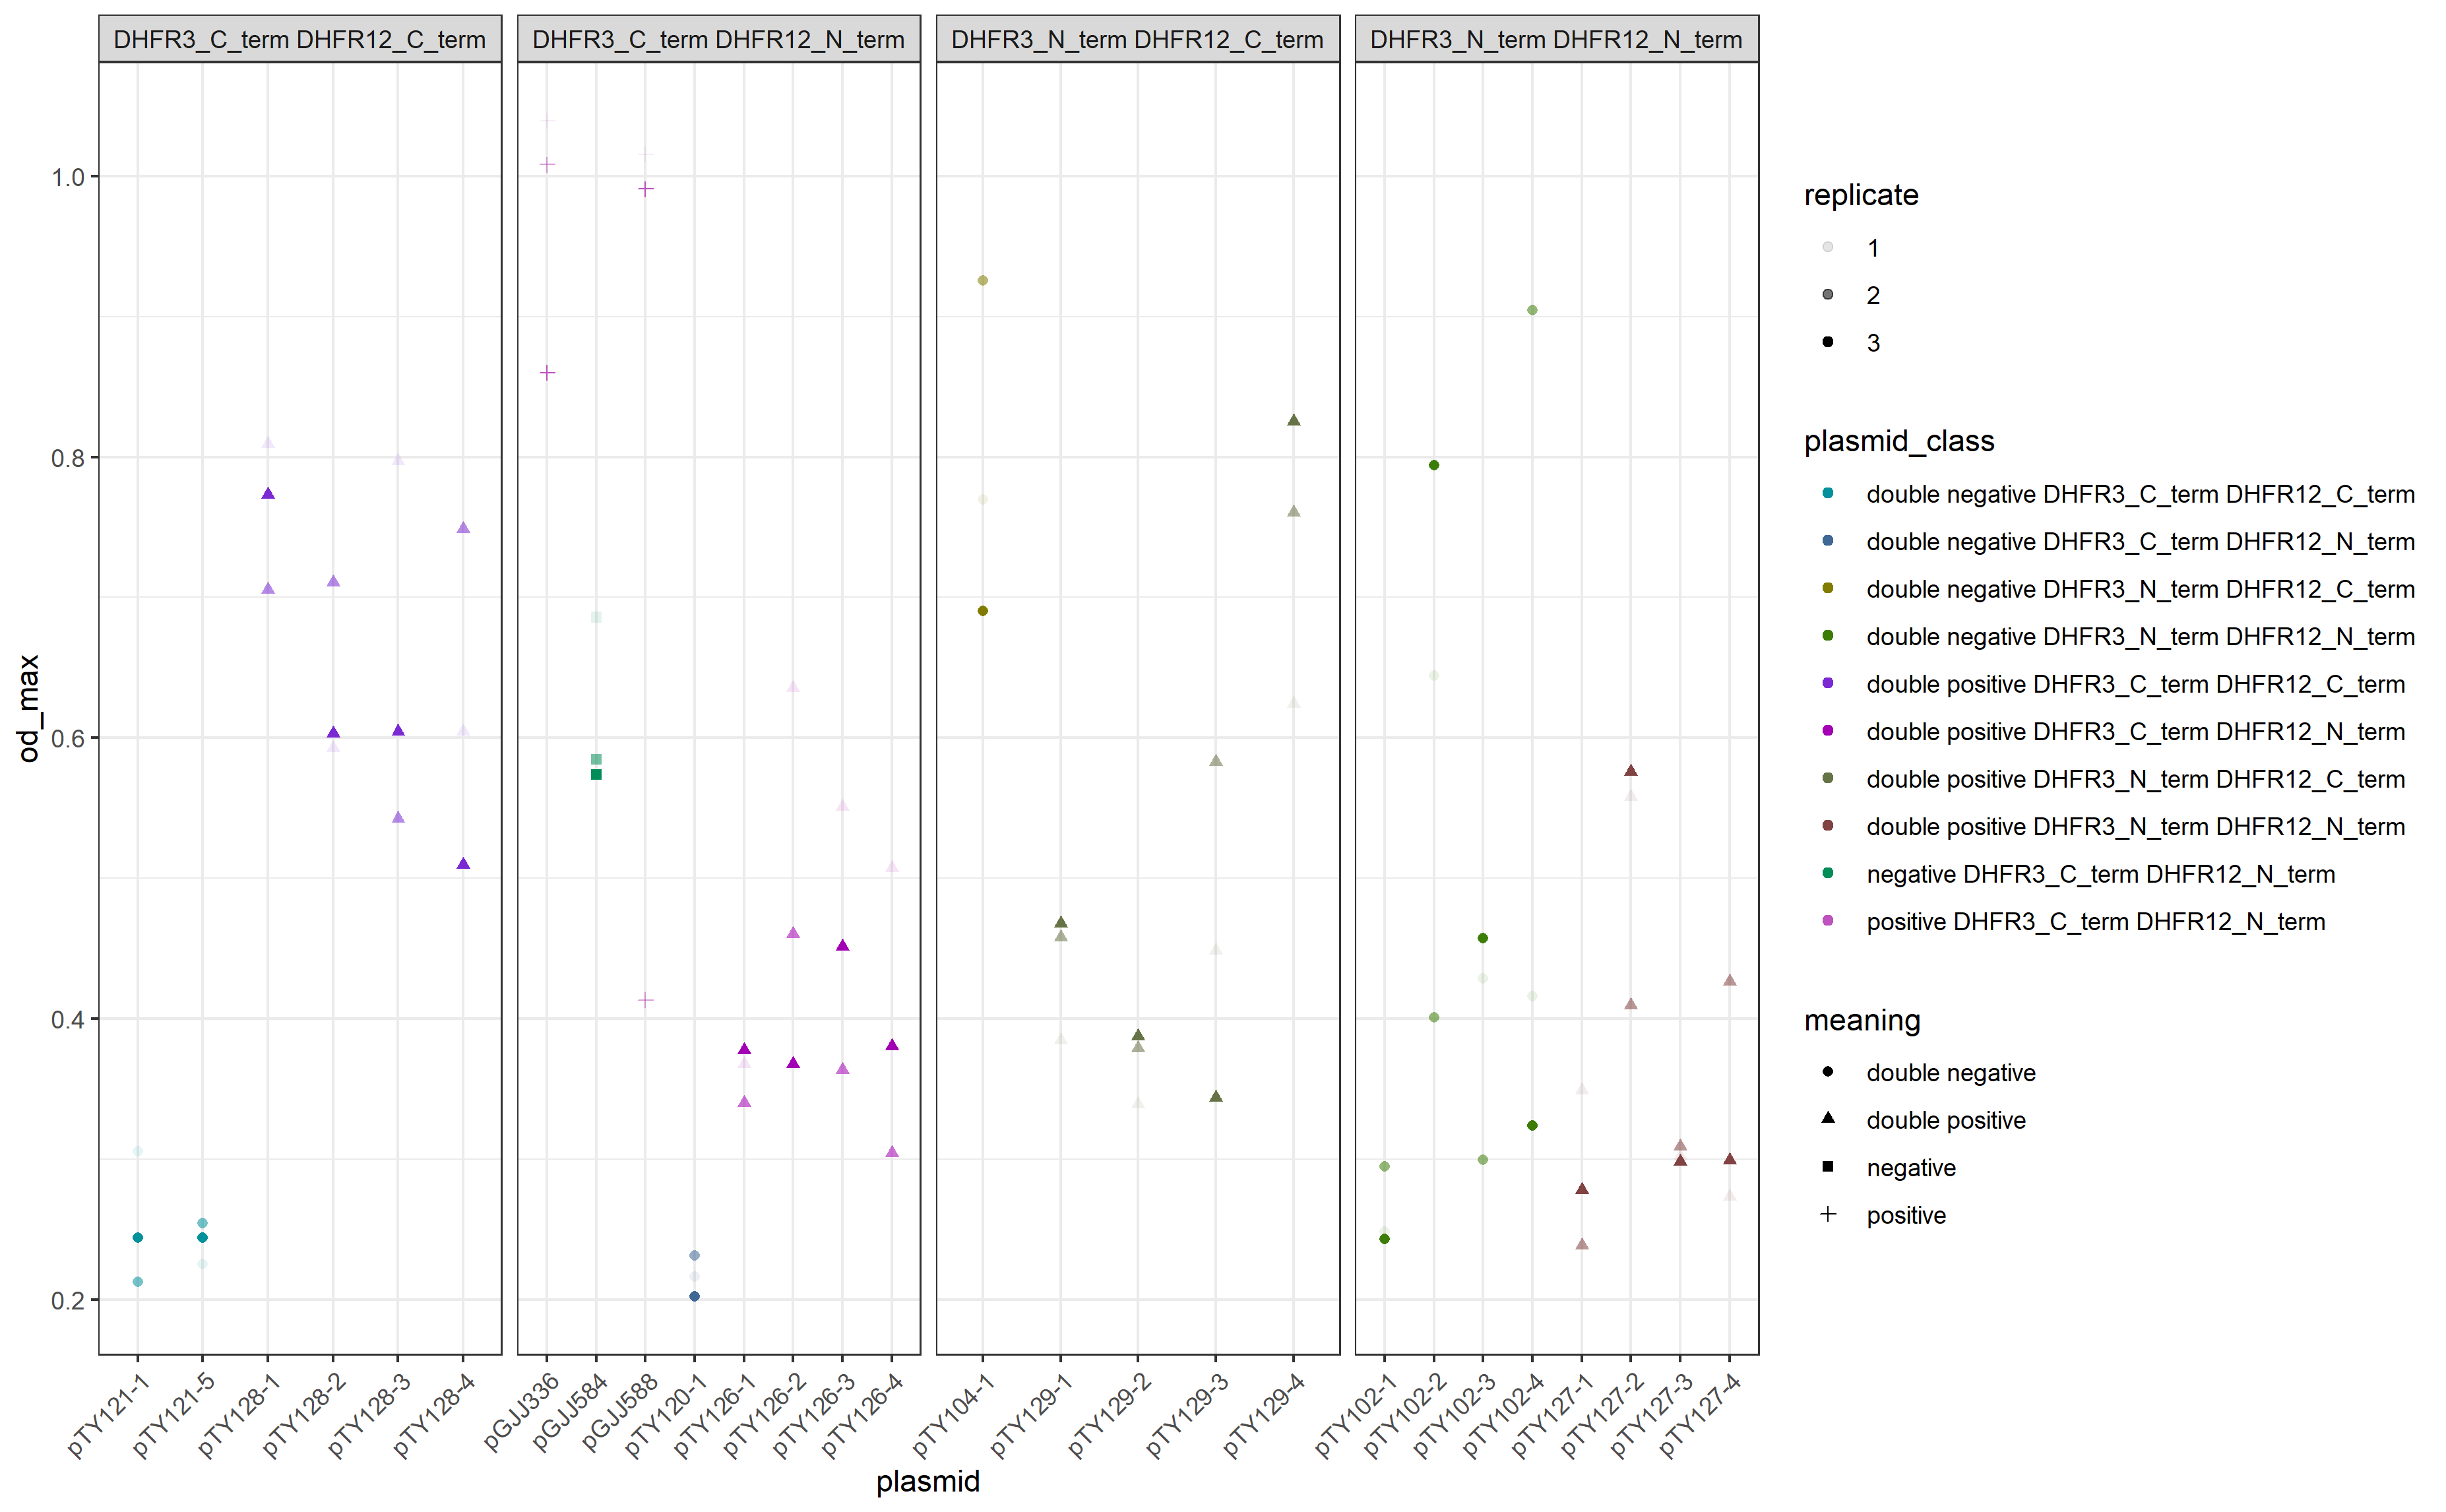 DHFR3_C_term DHFR12_C_term
DHFR3_C_term DHFR12_N_term
DHFR3_N_term DHFR12_C_term
DHFR3_N_term DHFR12_N_term
od_max
1.0
0.8
0.6
0.4
0.2
pTY121-1
pTY121-5
pTY128-1
pTY128-2
pTY128-3
pTY128-4
pGJJ336
pGJJ584
pGJJ588
pTY120-1
pTY126-1
pTY126-2
pTY126-3
pTY126-4
pTY104-1
pTY129-1
pTY129-2
pTY129-3
pTY129-4
pTY102-1
pTY102-2
pTY102-3
pTY102-4
pTY127-1
pTY127-2
pTY127-3
pTY127-4
plasmid
replicate
1
2
3
plasmid_class
double negative DHFR3_C_term DHFR12_C_term
double negative DHFR3_C_term DHFR12_N_term
double negative DHFR3_N_term DHFR12_C_term
double negative DHFR3_N_term DHFR12_N_term
double positive DHFR3_C_term DHFR12_C_term
double positive DHFR3_C_term DHFR12_N_term
double positive DHFR3_N_term DHFR12_C_term
double positive DHFR3_N_term DHFR12_N_term
negative DHFR3_C_term DHFR12_N_term
positive DHFR3_C_term DHFR12_N_term
meaning
double negative
double positive
negative
positive